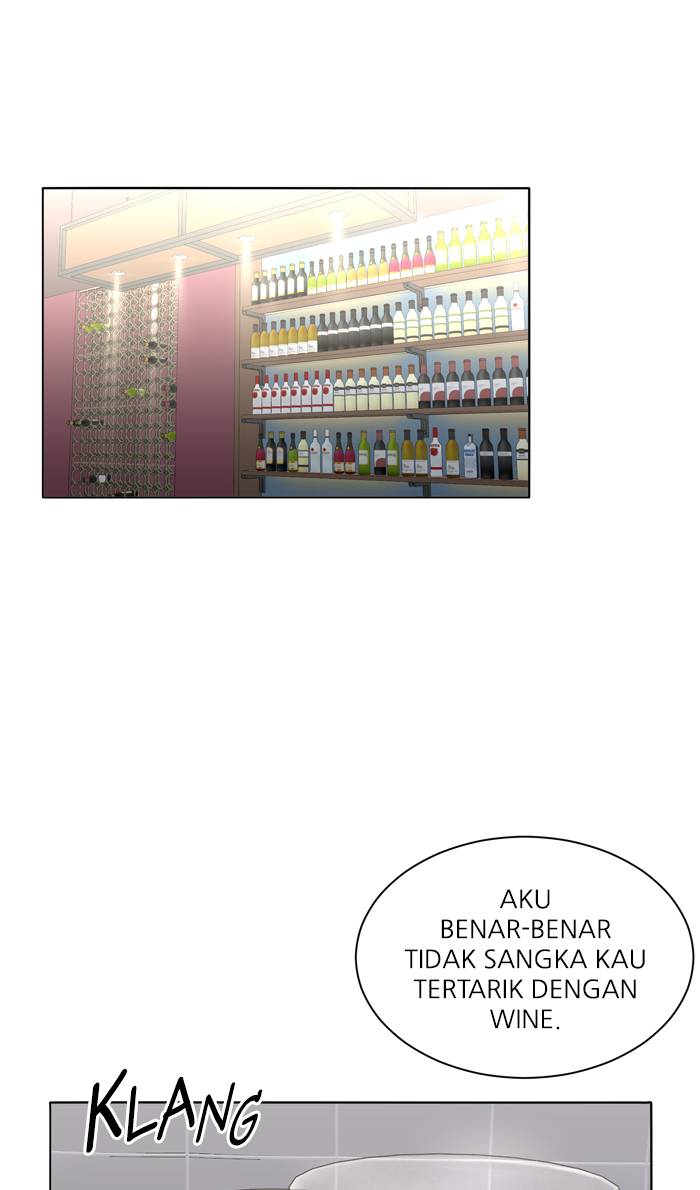 AKU
BENAR-BENAR
TIDAK SANGKA KAU
TERTARIK DENGAN
WINE.
KLANG